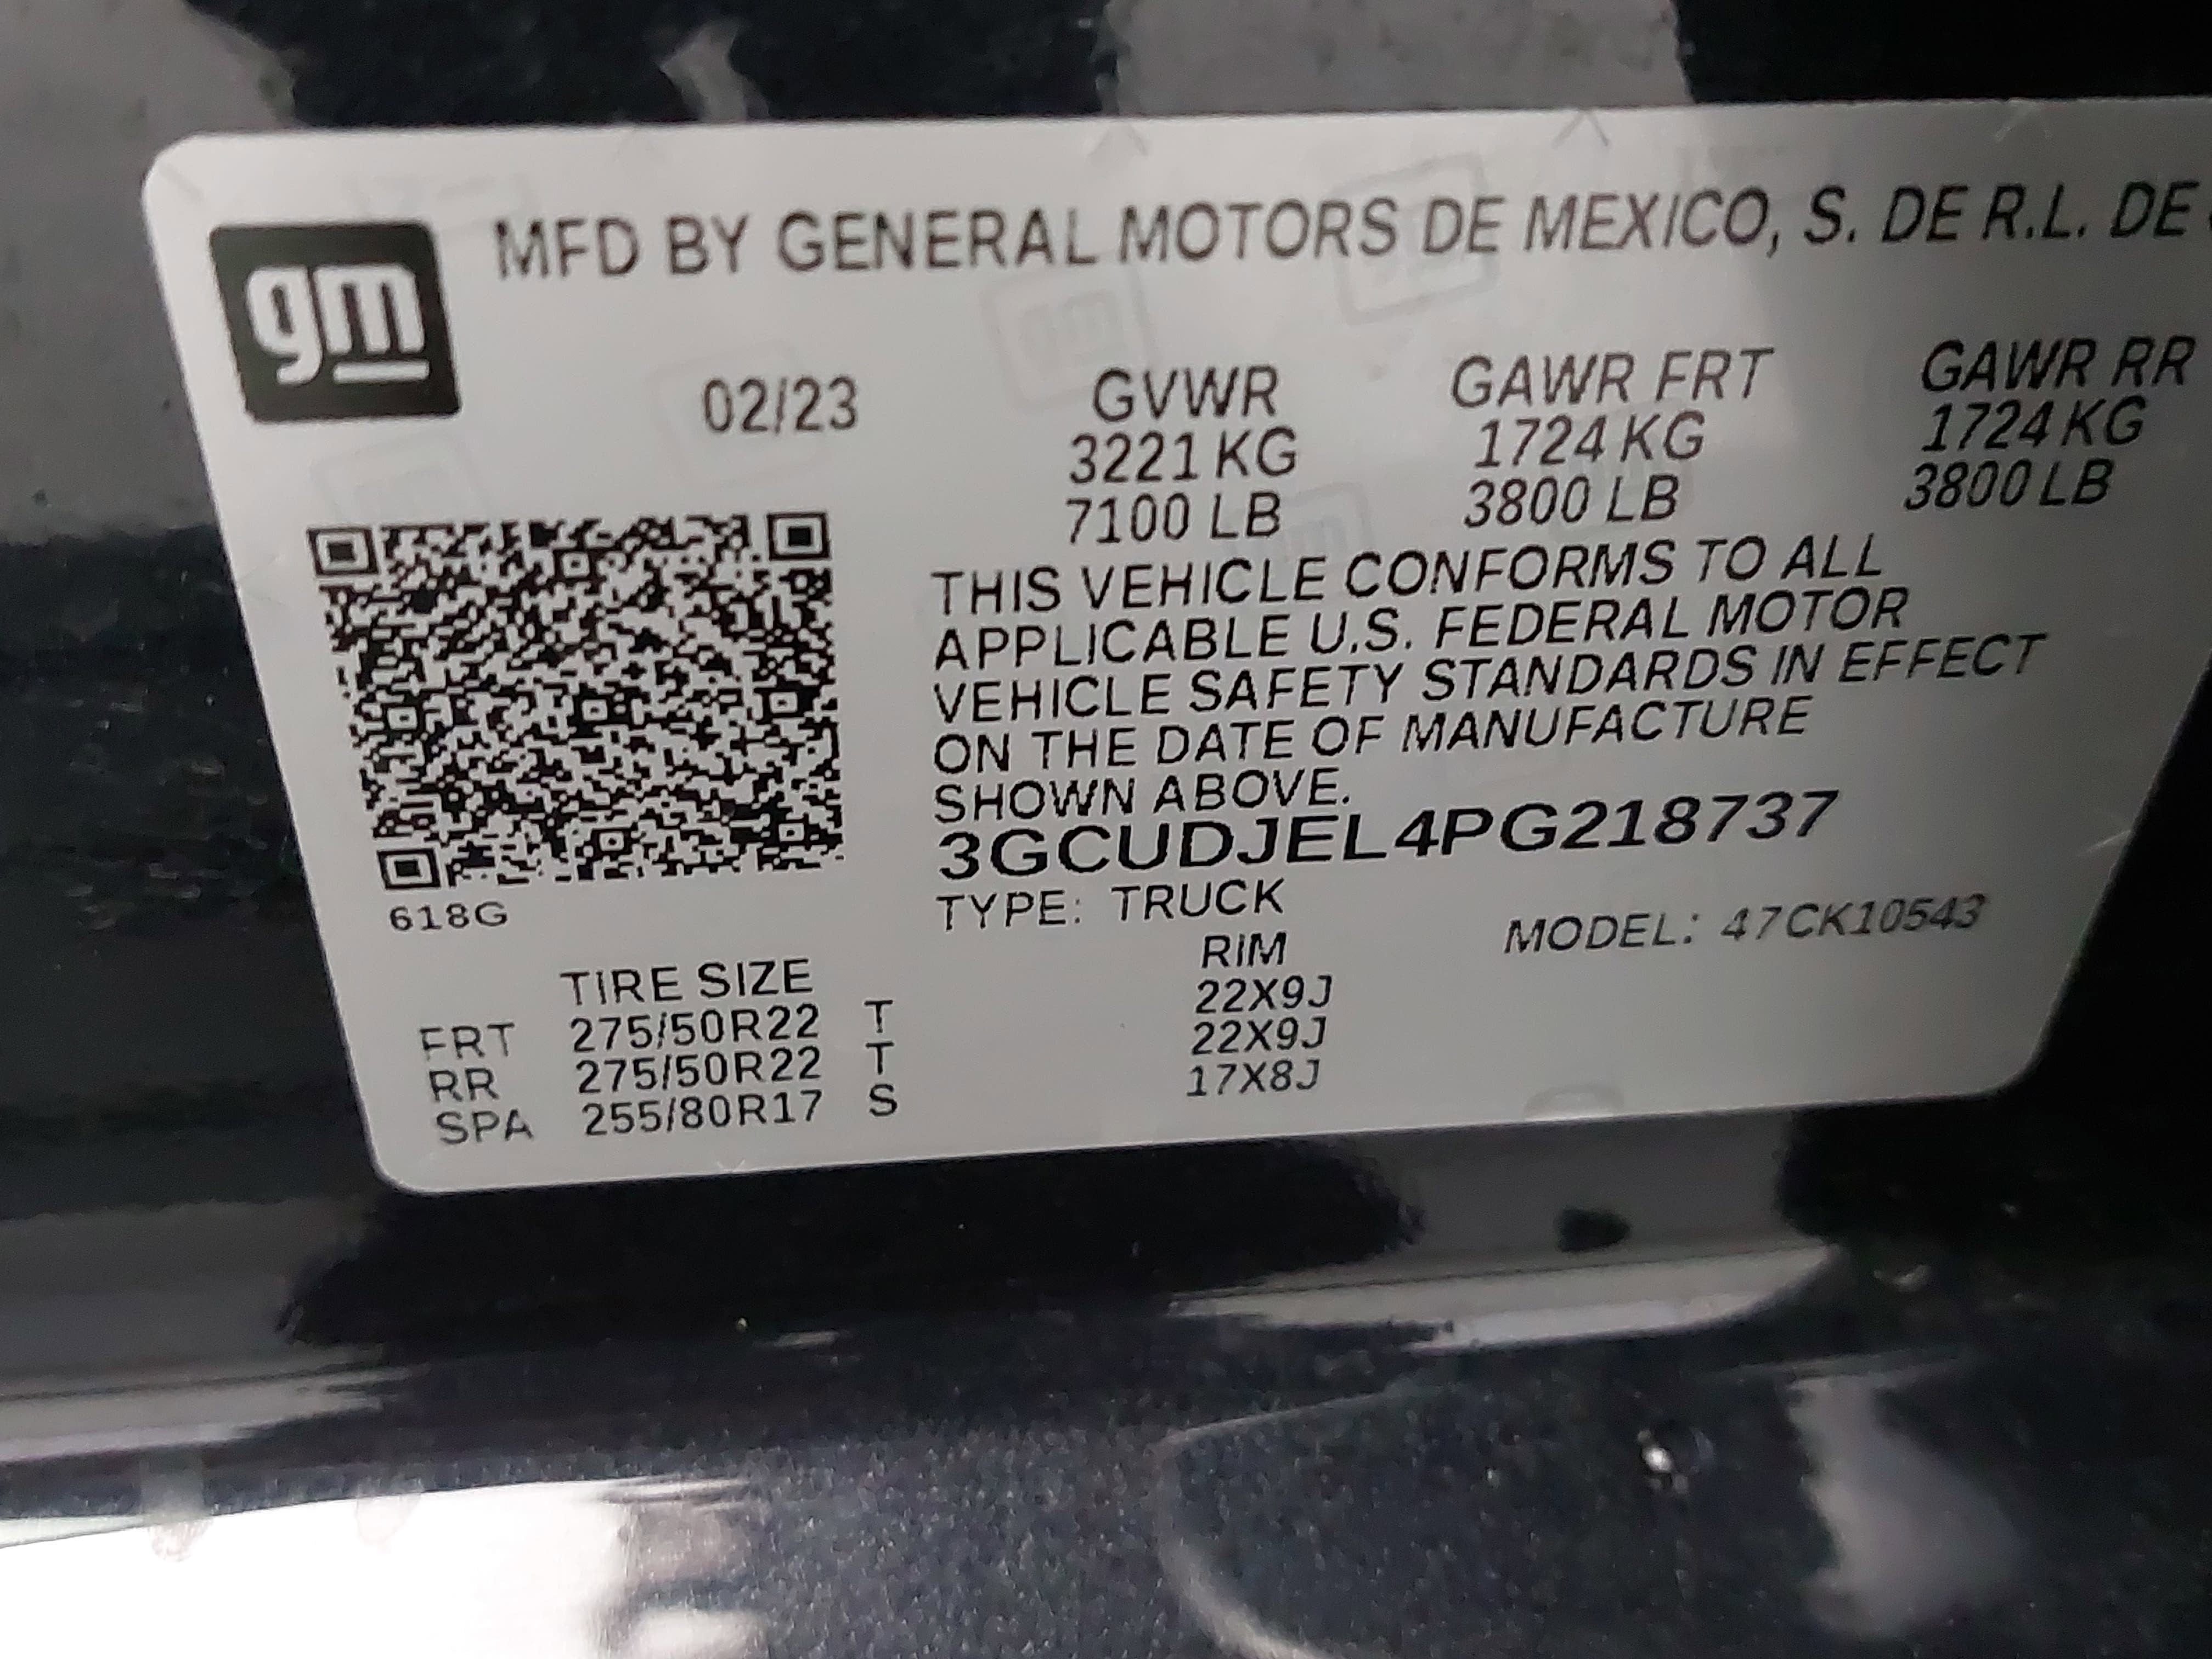 gm
MFD BY GENERAL MOTORS DE MEXICO, S. DE R.L. DE
02/23
GVWR GAWR FRT GAWR RR
3221 KG 1724 KG 1724 KG
7100 LB 3800 LB 3800 LB
THIS VEHICLE CONFORMS TO ALL
APPLICABLE U.S. FEDERAL MOTOR
VEHICLE SAFETY STANDARDS IN EFFECT
ON THE DATE OF MANUFACTURE
SHOWN ABOVE.
3GCUDJEL4PG218737
618G
TYPE: TRUCK MODEL: 47CK10543
TIRE SIZE RIM
FRT 275/50R22 T 22X9J
RR 275/50R22 T 22X9J
SPA 255/80R17 S 17X8J